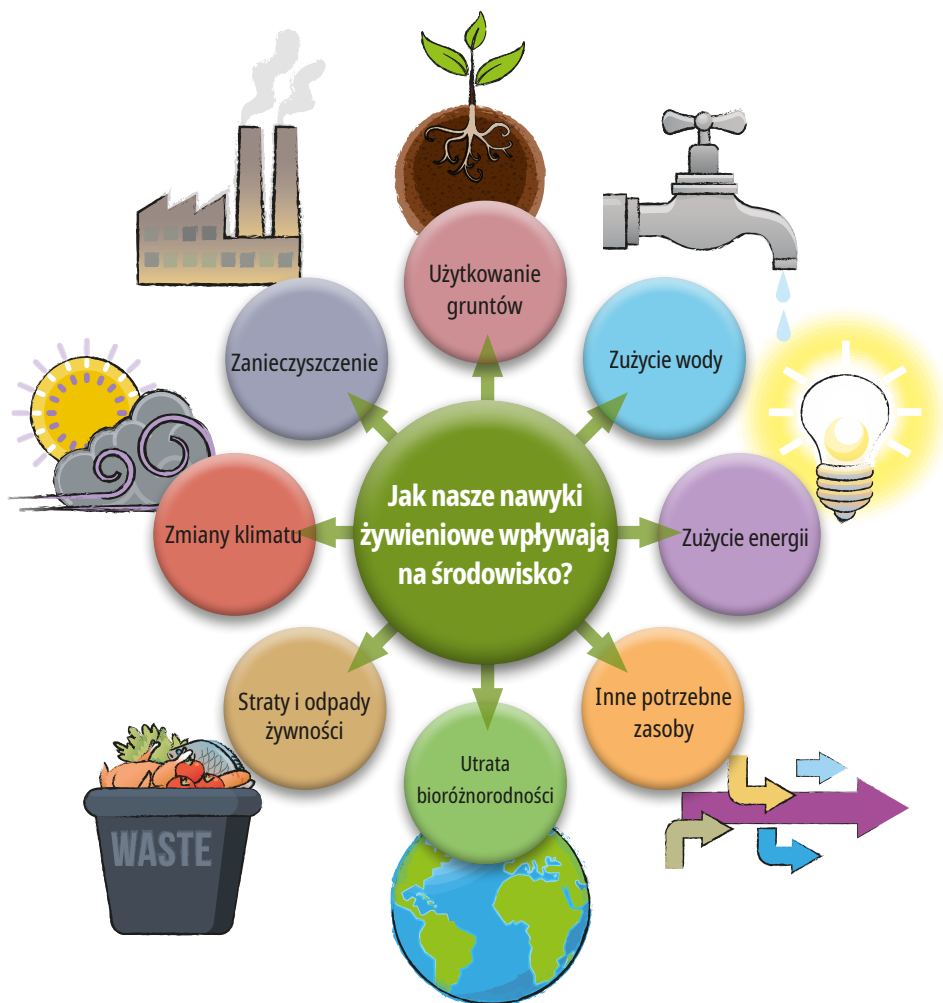 Jak nasze nawyki
żywieniowe wpływają
na środowisko?
Użytkowanie
gruntów
Zużycie wody
Zużycie energii
Inne potrzebne
zasoby
Utrata
bioróżnorodności
Straty i odpady
żywności
Zmiany klimatu
Zanieczyszczenie
WASTE